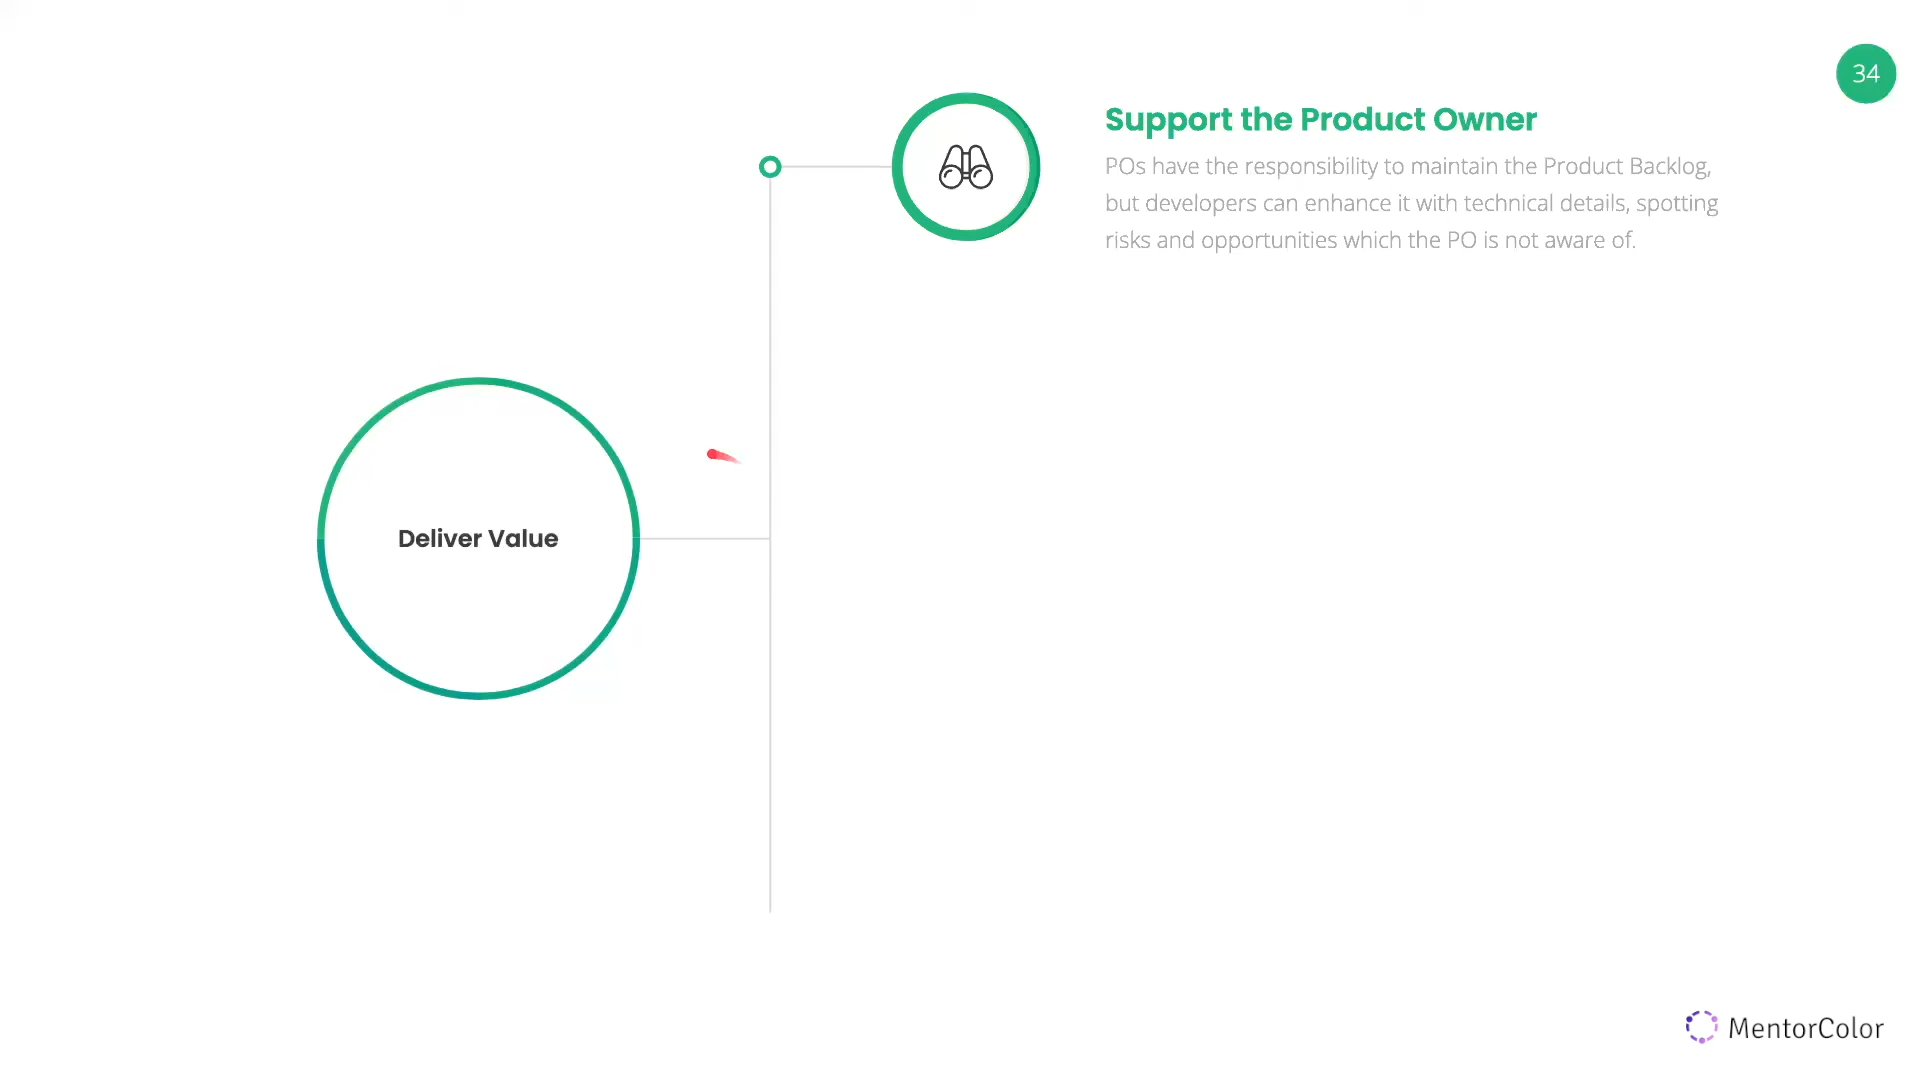 34
Support the Product Owner
POs have the responsibility to maintain the Product Backlog,
but developers can enhance it with technical details, spotting
risks and opportunities which the PO is not aware of.
Deliver Value
MentorColor